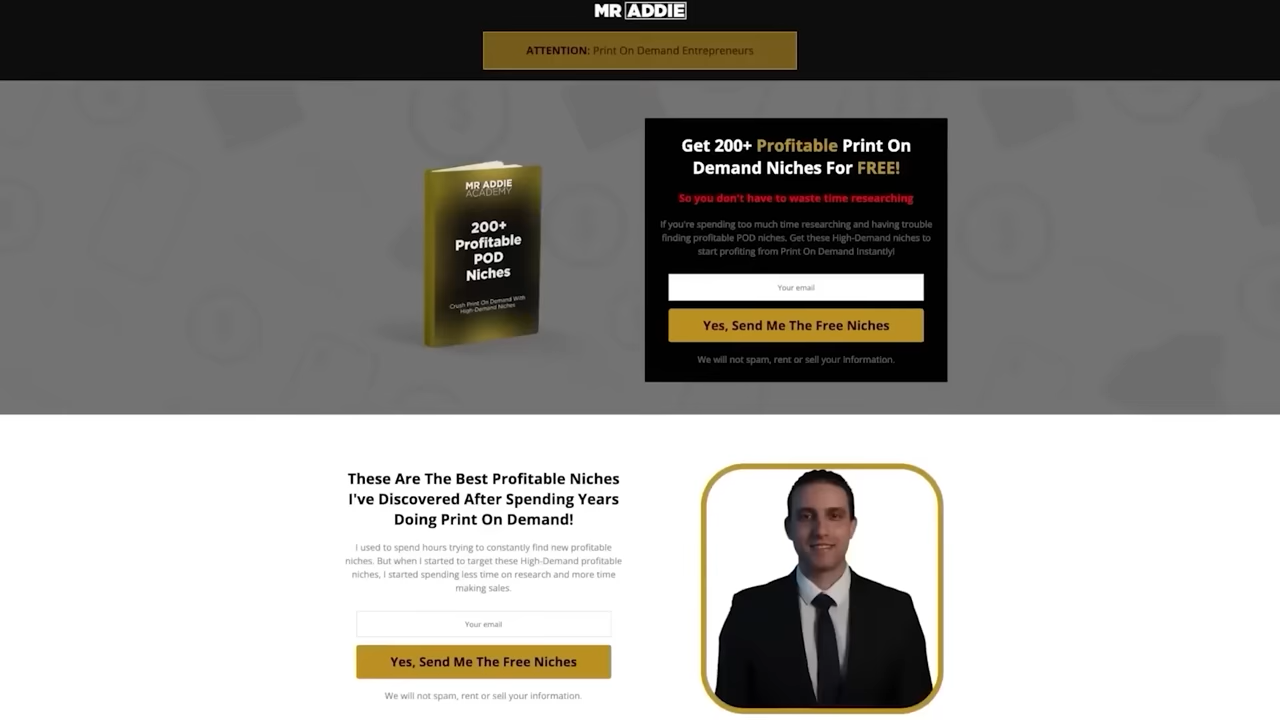 MR ADDIE
ATTENTION: Print On Demand Entrepreneurs
MR ADDIE
ACADEMY
200+
Profitable
POD
Niches
Crush Print On Demand With
High-Demand Niches
Get 200+ Profitable Print On
Demand Niches For FREE!
So you don't have to waste time researching
If you're spending too much time researching and having trouble
finding profitable POD niches. Get these High-Demand niches to
start profiting from Print On Demand Instantly!
Your email
Yes, Send Me The Free Niches
We will not spam, rent or sell your information.
These Are The Best Profitable Niches
I've Discovered After Spending Years
Doing Print On Demand!
I used to spend hours trying to constantly find new profitable
niches. But when I started to target these High-Demand profitable
niches, I started spending less time on research and more time
making sales.
Your email
Yes, Send Me The Free Niches
We will not spam, rent or sell your information.